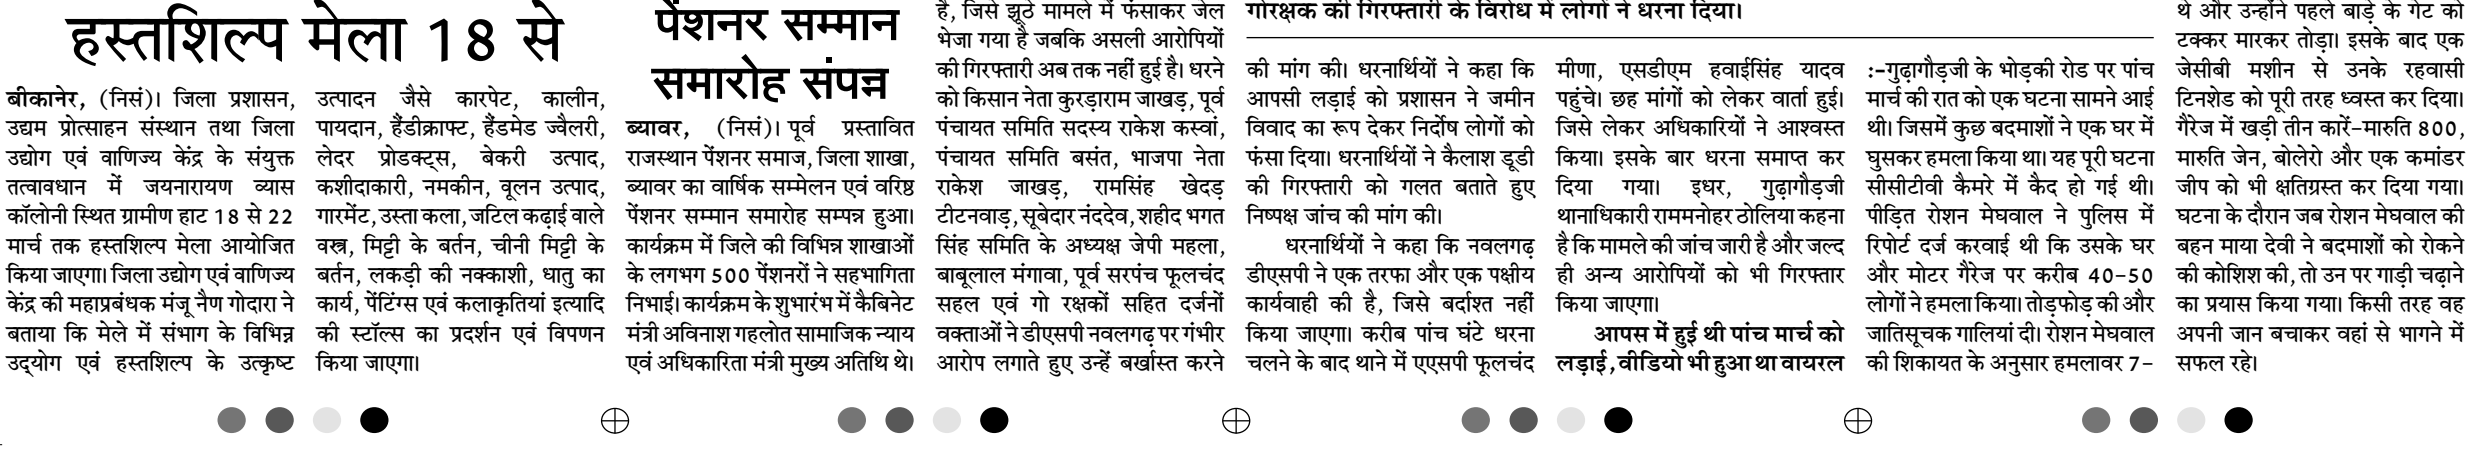 हस्तशिल्प मेला 18 से
बीकानेर, (निसं)। जिला प्रशासन,
उद्यम प्रोत्साहन संस्थान तथा जिला
उद्योग एवं वाणिज्य केंद्र के संयुक्त
तत्वावधान में जयनारायण व्यास
कॉलोनी स्थित ग्रामीण हाट 18 से 22
मार्च तक हस्तशिल्प मेला आयोजित
किया जाएगा। जिला उद्योग एवं वाणिज्य
केंद्र की महाप्रबंधक मंजू नैण गोदारा ने
बताया कि मेले में संभाग के विभिन्न
उद्योग एवं हस्तशिल्प के उत्कृष्ट
उत्पादन जैसे कारपेट, कालीन,
पायदान, हैंडीक्राफ्ट, हैंडमेड ज्वैलरी,
लेदर प्रोडक्ट्स, बेकरी उत्पाद,
कशीदाकारी, नमकीन, वूलन उत्पाद,
गारमेंट, उस्ता कला, जटिल कढ़ाई वाले
वस्त्र, मिट्टी के बर्तन, चीनी मिट्टी के
बर्तन, लकड़ी की नक्काशी, धातु का
कार्य, पेंटिंग्स एवं कलाकृतियां इत्यादि
की स्टॉल्स का प्रदर्शन एवं विपणन
किया जाएगा।
पेंशनर सम्मान
समारोह संपन्न
ब्यावर, (निसं)। पूर्व प्रस्तावित
राजस्थान पेंशनर समाज, जिला शाखा,
ब्यावर का वार्षिक सम्मेलन एवं वरिष्ठ
पेंशनर सम्मान समारोह सम्पन्न हुआ।
कार्यक्रम में जिले की विभिन्न शाखाओं
के लगभग 500 पेंशनरों ने सहभागिता
निभाई। कार्यक्रम के शुभारंभ में कैबिनेट
मंत्री अविनाश गहलोत सामाजिक न्याय
एवं अधिकारिता मंत्री मुख्य अतिथि थे।
है, जिसे झूठे मामले में फंसाकर जेल
भेजा गया है जबकि असली आरोपियों
की गिरफ्तारी अब तक नहीं हुई है। धरने
को किसान नेता कुरड़ाराम जाखड़, पूर्व
पंचायत समिति सदस्य राकेश कस्वां,
पंचायत समिति बसंत, भाजपा नेता
राकेश जाखड़, रामसिंह खेदड़
टीटनवाड़, सूबेदार नंददेव, शहीद भगत
सिंह समिति के अध्यक्ष जेपी महला,
बाबूलाल मंगावा, पूर्व सरपंच फूलचंद
सहल एवं गो रक्षकों सहित दर्जनों
वक्ताओं ने डीएसपी नवलगढ़ पर गंभीर
आरोप लगाते हुए उन्हें बर्खास्त करने
गोरक्षक की गिरफ्तारी के विरोध में लोगों ने धरना दिया।
की मांग की। धरनार्थियों ने कहा कि
आपसी लड़ाई को प्रशासन ने जमीन
विवाद का रूप देकर निर्दोष लोगों को
फंसा दिया। धरनार्थियों ने कैलाश डूडी
की गिरफ्तारी को गलत बताते हुए
निष्पक्ष जांच की मांग की।
धरनार्थियों ने कहा कि नवलगढ़
डीएसपी ने एक तरफा और एक पक्षीय
कार्यवाही की है, जिसे बर्दाश्त नहीं
किया जाएगा। करीब पांच घंटे धरना
चलने के बाद थाने में एएसपी फूलचंद
मीणा, एसडीएम हवाईसिंह यादव
पहुंचे। छह मांगों को लेकर वार्ता हुई।
जिसे लेकर अधिकारियों ने आश्वस्त
किया। इसके बार धरना समाप्त कर
दिया गया। इधर, गुढ़ागौड़जी
थानाधिकारी राममनोहर ठोलिया कहना
है कि मामले की जांच जारी है और जल्द
ही अन्य आरोपियों को भी गिरफ्तार
किया जाएगा।
आपस में हुई थी पांच मार्च को
लड़ाई, वीडियो भी हुआ था वायरल
:-गुढ़ागौड़जी के भोड़की रोड पर पांच
मार्च की रात को एक घटना सामने आई
थी। जिसमें कुछ बदमाशों ने एक घर में
घुसकर हमला किया था। यह पूरी घटना
सीसीटीवी कैमरे में कैद हो गई थी।
पीड़ित रोशन मेघवाल ने पुलिस में
रिपोर्ट दर्ज करवाई थी कि उसके घर
और मोटर गैरेज पर करीब 40-50
लोगों ने हमला किया। तोड़फोड़ की और
जातिसूचक गालियां दी। रोशन मेघवाल
की शिकायत के अनुसार हमलावर 7-
थे और उन्होंने पहले बाड़े के गेट को
टक्कर मारकर तोड़ा। इसके बाद एक
जेसीबी मशीन से उनके रहवासी
टिनशेड को पूरी तरह ध्वस्त कर दिया।
गैरेज में खड़ी तीन कारें-मारुति 800,
मारुति जेन, बोलेरो और एक कमांडर
जीप को भी क्षतिग्रस्त कर दिया गया।
घटना के दौरान जब रोशन मेघवाल की
बहन माया देवी ने बदमाशों को रोकने
की कोशिश की, तो उन पर गाड़ी चढ़ाने
का प्रयास किया गया। किसी तरह वह
अपनी जान बचाकर वहां से भागने में
सफल रहे।